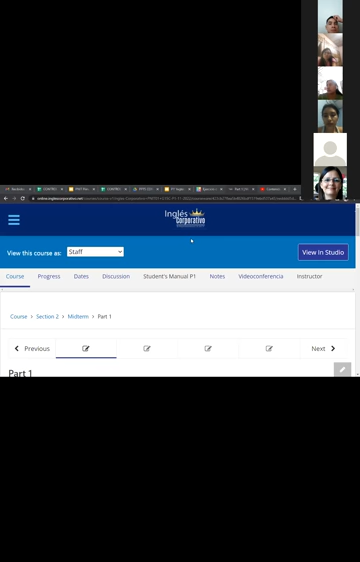 Inglés
Corporativo
View this course as:
Staff
View in Studio
Course
Progress
Dates
Discussion
Student's Manual P1
Notes
Videoconferencia
Instructor
Course > Section 2 > Midterm > Part 1
Previous
Next
Part 1